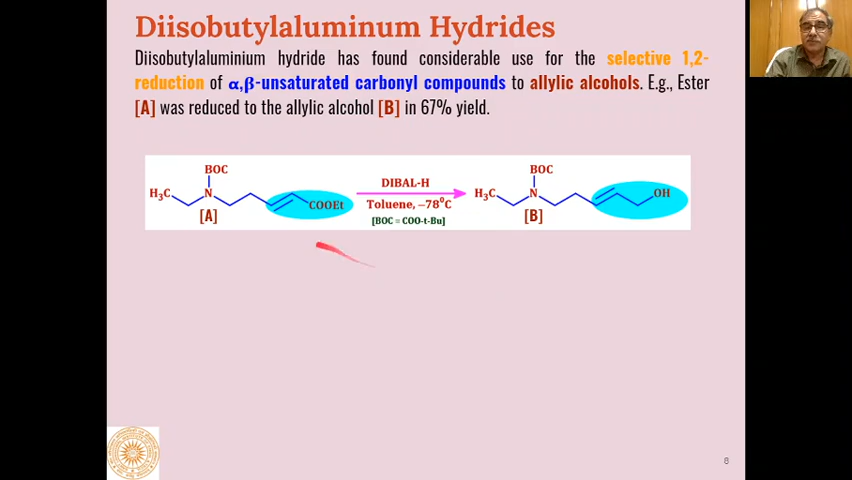 Diisobutylaluminum Hydrides
Diisobutylaluminium hydride has found considerable use for the selective 1,2-
reduction of α,β-unsaturated carbonyl compounds to allylic alcohols. E.g., Ester
[A] was reduced to the allylic alcohol [B] in 67% yield.
BOC
H₃C N COOEt
[A]
DIBAL-H
Toluene, –78⁰C
[BOC = COO-t-Bu]
BOC
H₃C N OH
[B]
8